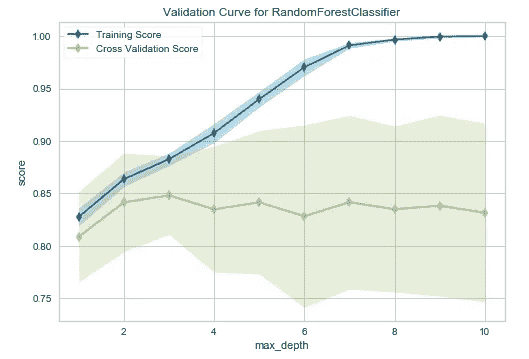 Validation Curve for RandomForestClassifier
Training Score
Cross Validation Score
1.00
0.95
0.90
0.85
0.80
0.75
score
2 4 6 8 10
max_depth